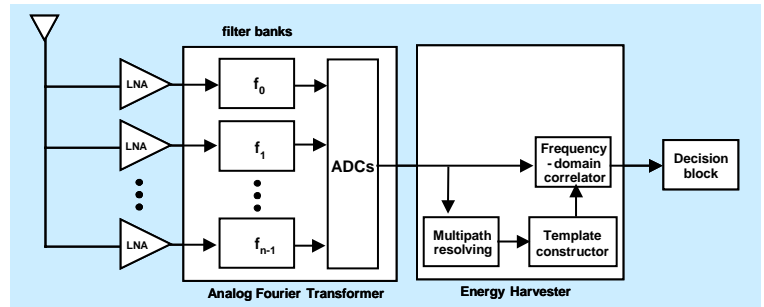 filter banks
LNA
f0
LNA
f1
ADCs
Frequency
- domain
correlator
Decision
block
LNA
fn-1
Multipath
resolving
Template
constructor
Analog Fourier Transformer
Energy Harvester